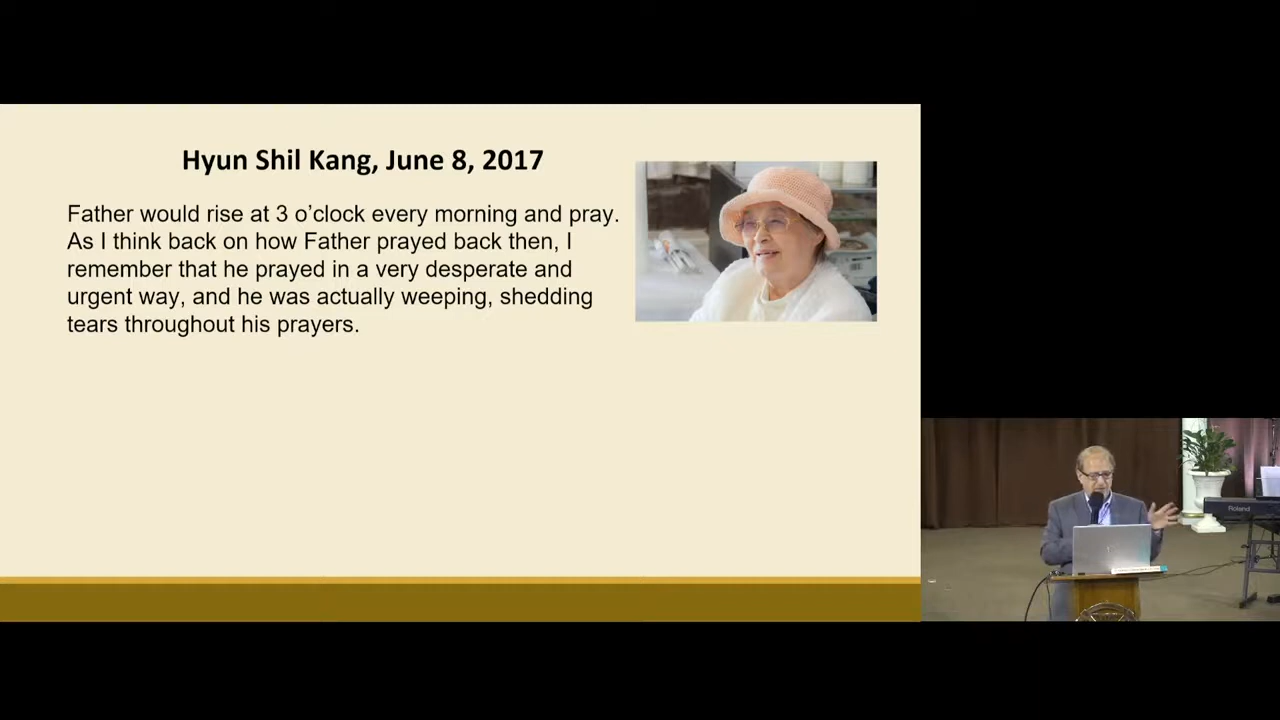 Hyun Shil Kang, June 8, 2017
Father would rise at 3 o’clock every morning and pray.
As I think back on how Father prayed back then, I
remember that he prayed in a very desperate and
urgent way, and he was actually weeping, shedding
tears throughout his prayers.
Roland